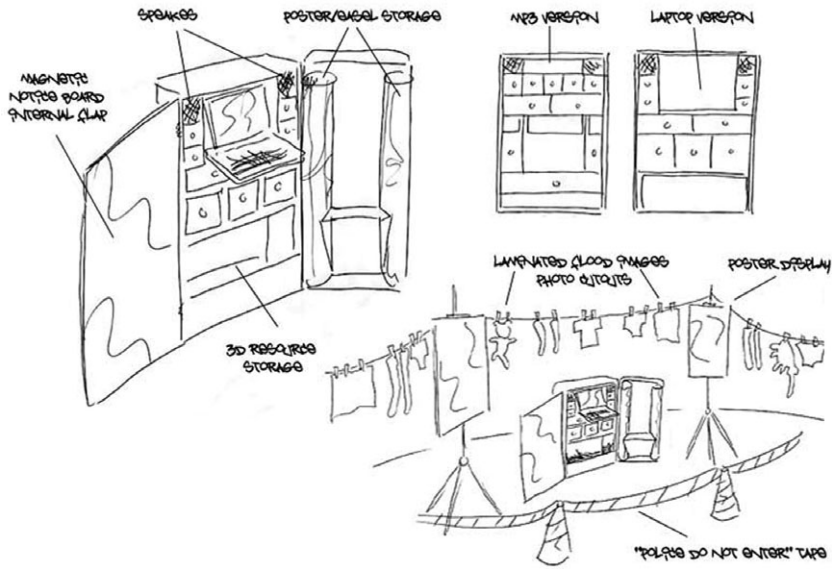 SPEAKES
POSTER/EASEL STORAGE
MP3 VERSION
LAPTOP VERSION
MAGNETIC
NOTICE BOARD
INTERNAL FLAP
LAMINATED FLOOD IMAGES
PHOTO CUTOUTS
POSTER DISPLAY
3D RESOURCE
STORAGE
"POLICE DO NOT ENTER" TAPE